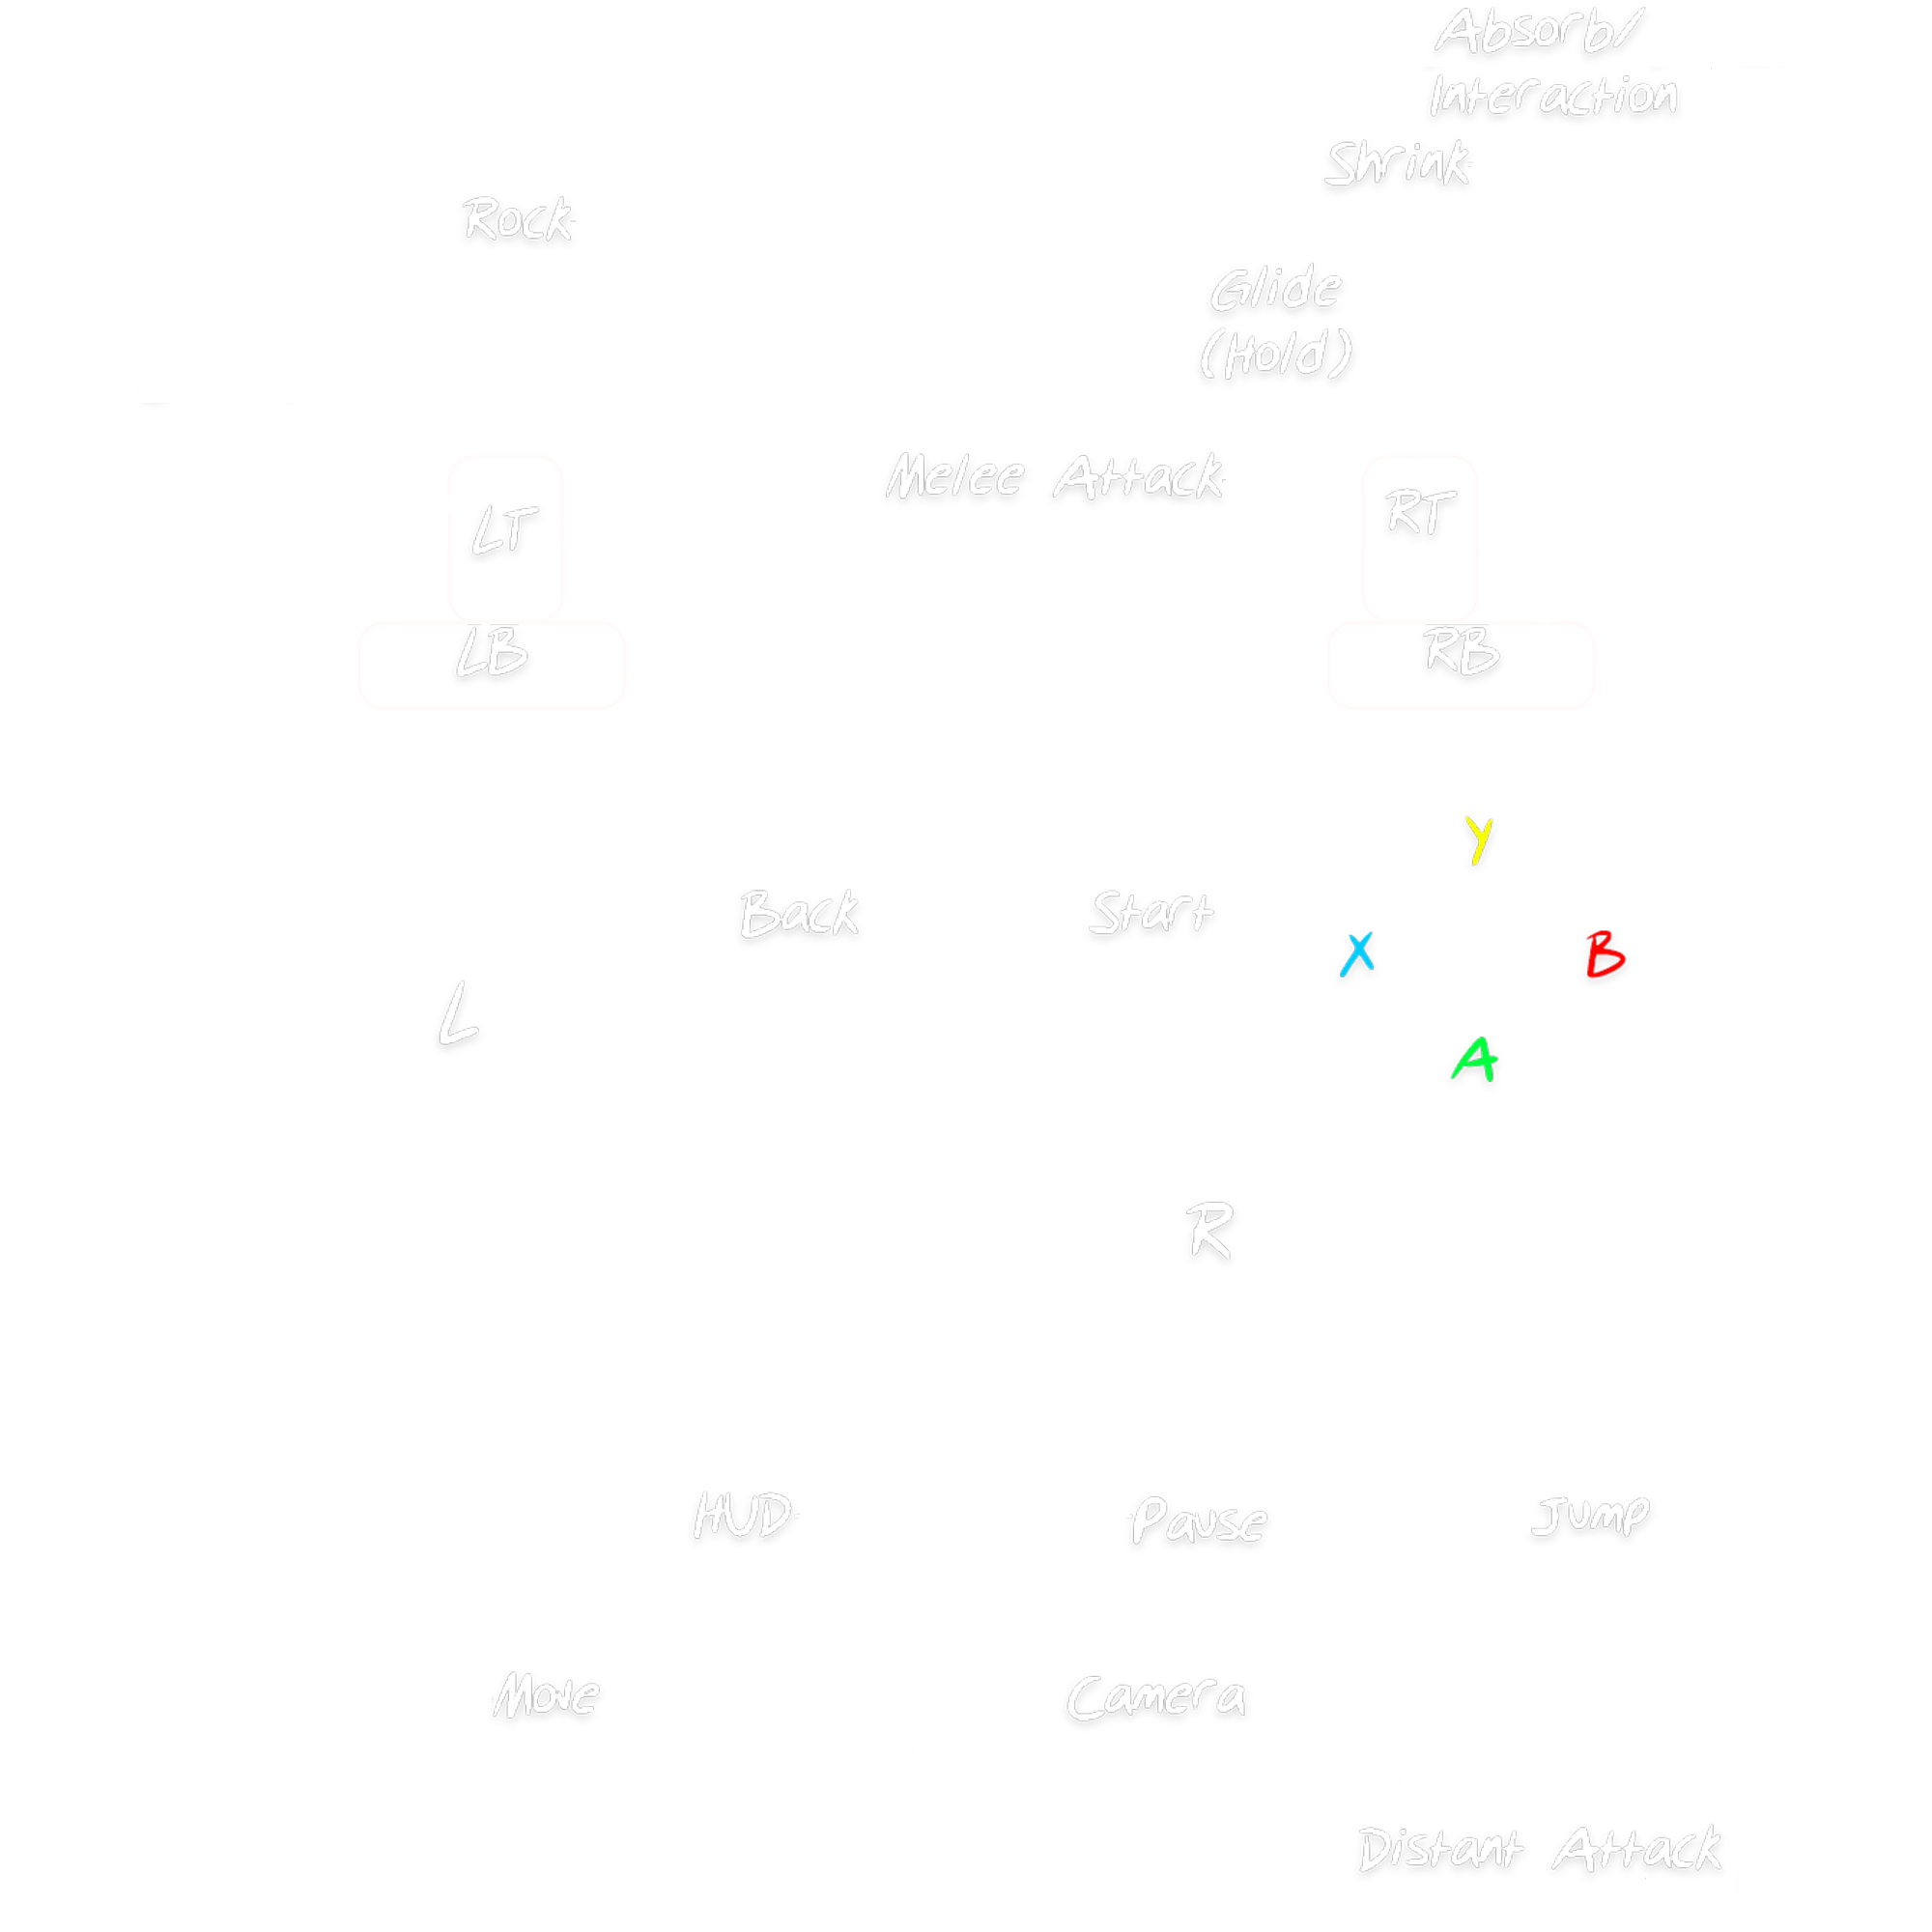 Absorb/
Interaction
Shrink
Rock
Glide
(Hold)
Melee Attack
LT
RT
LB
RB
Y
Back
Start
X
B
L
A
R
HUD
Pause
Jump
Move
Camera
Distant Attack